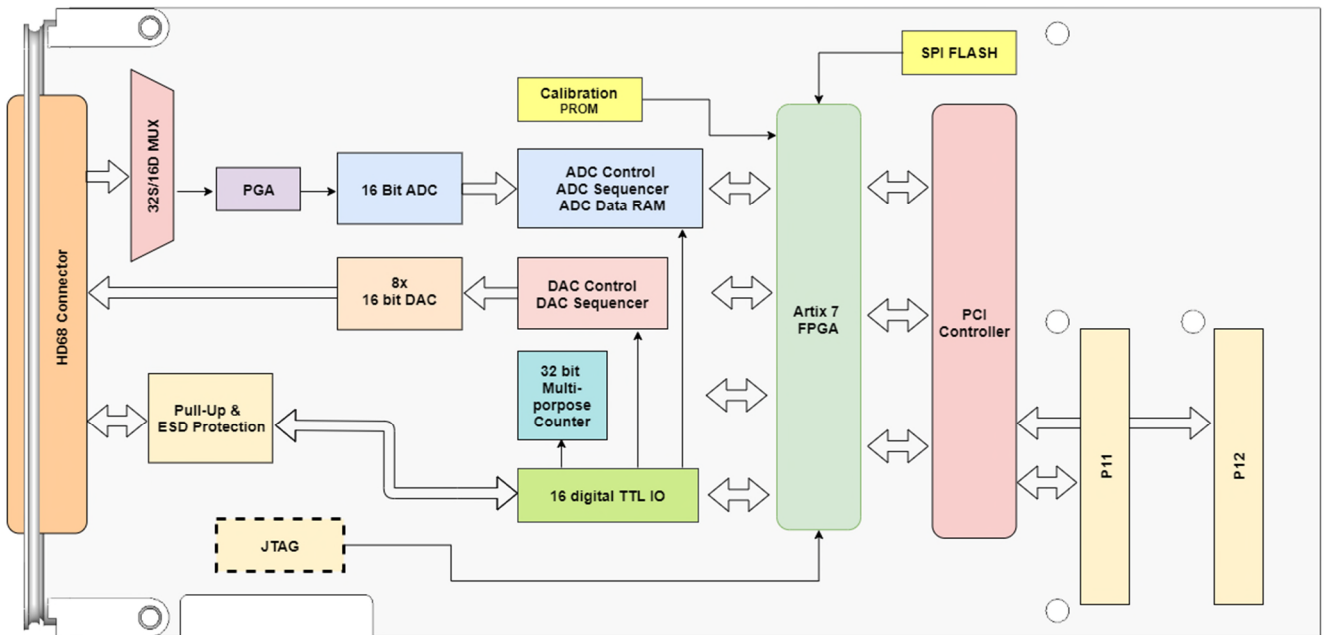 SPI FLASH
Calibration
PROM
32S/16D MUX
PGA
16 Bit ADC
ADC Control
ADC Sequencer
ADC Data RAM
HD68 Connector
8x
16 bit DAC
DAC Control
DAC Sequencer
Artix 7
FPGA
PCI
Controller
32 bit
Multi-
porpose
Counter
Pull-Up &
ESD Protection
16 digital TTL IO
P11
P12
JTAG